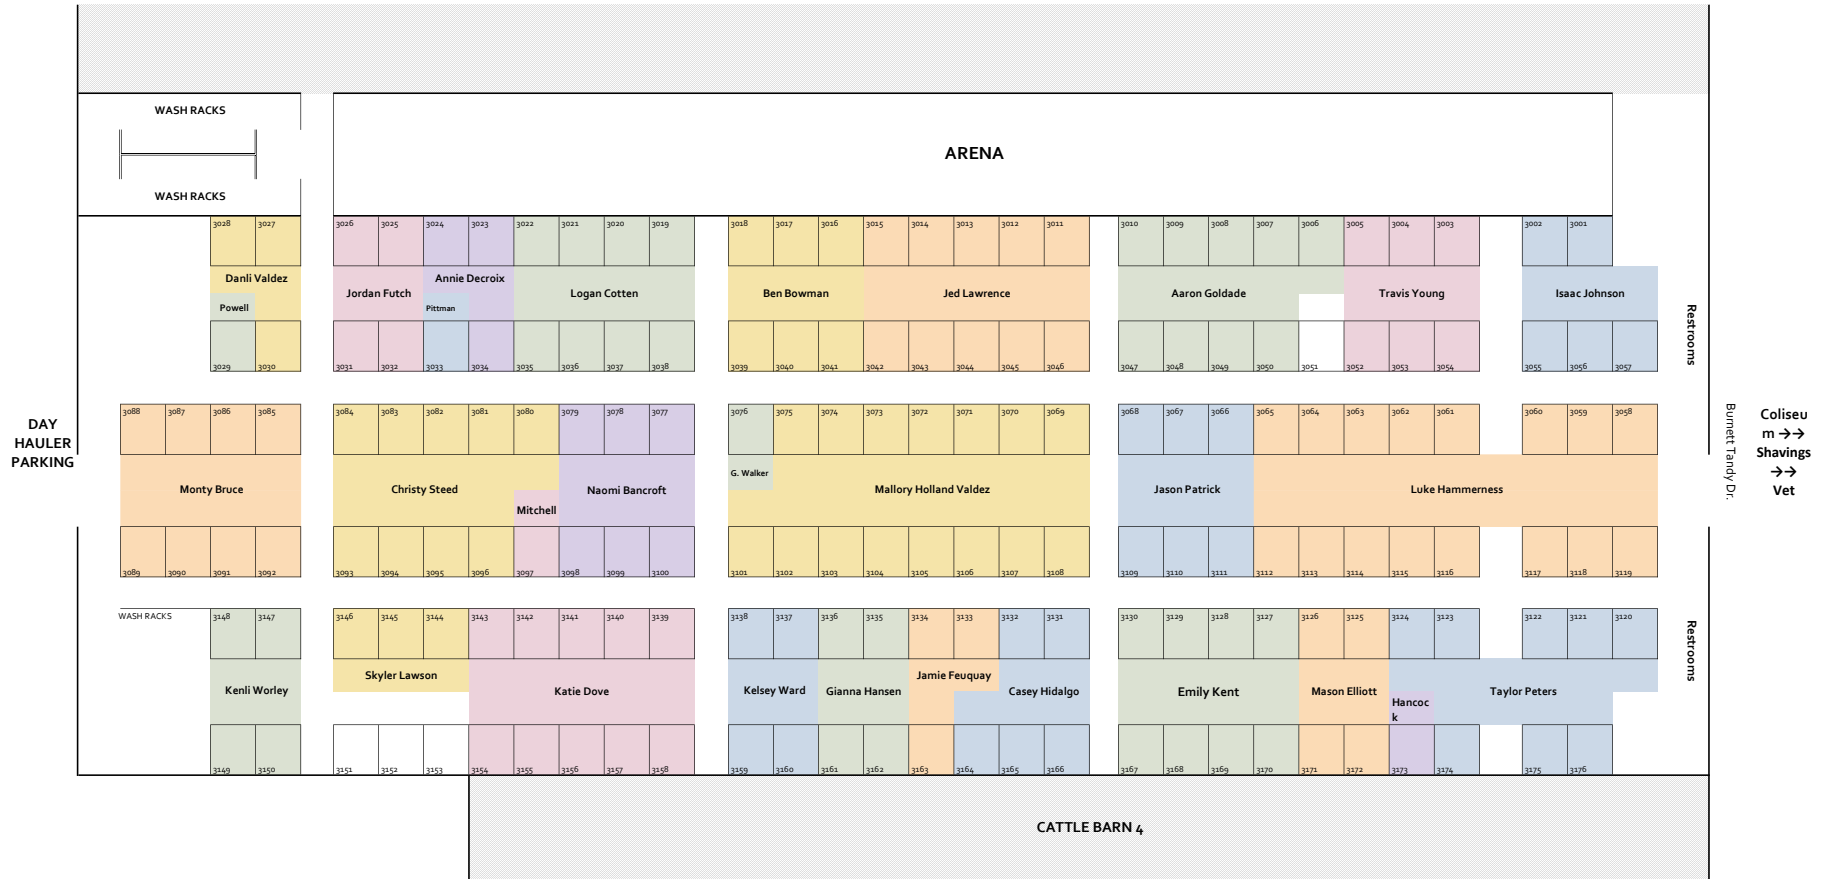 WASH RACKS
ARENA
WASH RACKS
3028 3027 3026 3025 3024 3023 3022 3021 3020 3019 3018 3017 3016 3015 3014 3013 3012 3011 3010 3009 3008 3007 3006 3005 3004 3003 3002 3001
Danli Valdez Annie Decroix
Jordan Futch Logan Cotten Ben Bowman Jed Lawrence Aaron Goldade Travis Young Isaac Johnson
Powell Pittman
Restrooms
3029 3030 3031 3032 3033 3034 3035 3036 3037 3038 3039 3040 3041 3042 3043 3044 3045 3046 3047 3048 3049 3050 3051 3052 3053 3054 3055 3056 3057
3088 3087 3086 3085 3084 3083 3082 3081 3080 3079 3078 3077 3076 3075 3074 3073 3072 3071 3070 3069 3068 3067 3066 3065 3064 3063 3062 3061 3060 3059 3058
DAY
HAULER
PARKING
Burnett Tandy Dr.
Coliseu
m →→
Shavings
→→
Vet
G. Walker
Monty Bruce Christy Steed Naomi Bancroft Mallory Holland Valdez Jason Patrick Luke Hammerness
Mitchell
3089 3090 3091 3092 3093 3094 3095 3096 3097 3098 3099 3100 3101 3102 3103 3104 3105 3106 3107 3108 3109 3110 3111 3112 3113 3114 3115 3116 3117 3118 3119
WASH RACKS 3148 3147 3146 3145 3144 3143 3142 3141 3140 3139 3138 3137 3136 3135 3134 3133 3132 3131 3130 3129 3128 3127 3126 3125 3124 3123 3122 3121 3120
Restrooms
Skyler Lawson Jamie Feuquay
Kenli Worley Katie Dove Kelsey Ward Gianna Hansen Casey Hidalgo Emily Kent Mason Elliott Taylor Peters
Hancoc
k
3149 3150 3151 3152 3153 3154 3155 3156 3157 3158 3159 3160 3161 3162 3163 3164 3165 3166 3167 3168 3169 3170 3171 3172 3173 3174 3175 3176
CATTLE BARN 4